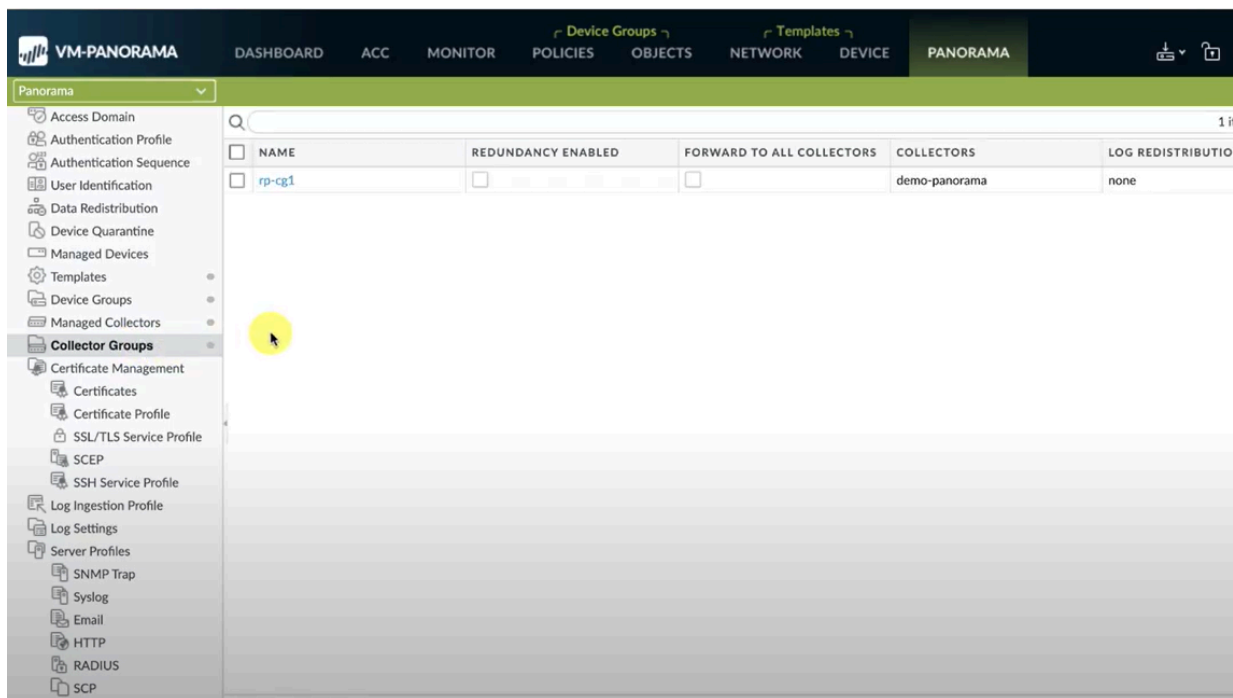 Device Groups Templates
VM-PANORAMA DASHBOARD ACC MONITOR POLICIES OBJECTS NETWORK DEVICE PANORAMA
Panorama
Access Domain
Authentication Profile
Authentication Sequence
User Identification
Data Redistribution
Device Quarantine
Managed Devices
Templates
Device Groups
Managed Collectors
Collector Groups
Certificate Management
Certificates
Certificate Profile
SSL/TLS Service Profile
SCEP
SSH Service Profile
Log Ingestion Profile
Log Settings
Server Profiles
SNMP Trap
Syslog
Email
HTTP
RADIUS
SCP
1 it
NAME REDUNDANCY ENABLED FORWARD TO ALL COLLECTORS COLLECTORS LOG REDISTRIBUTIO
rp-cg1 demo-panorama none